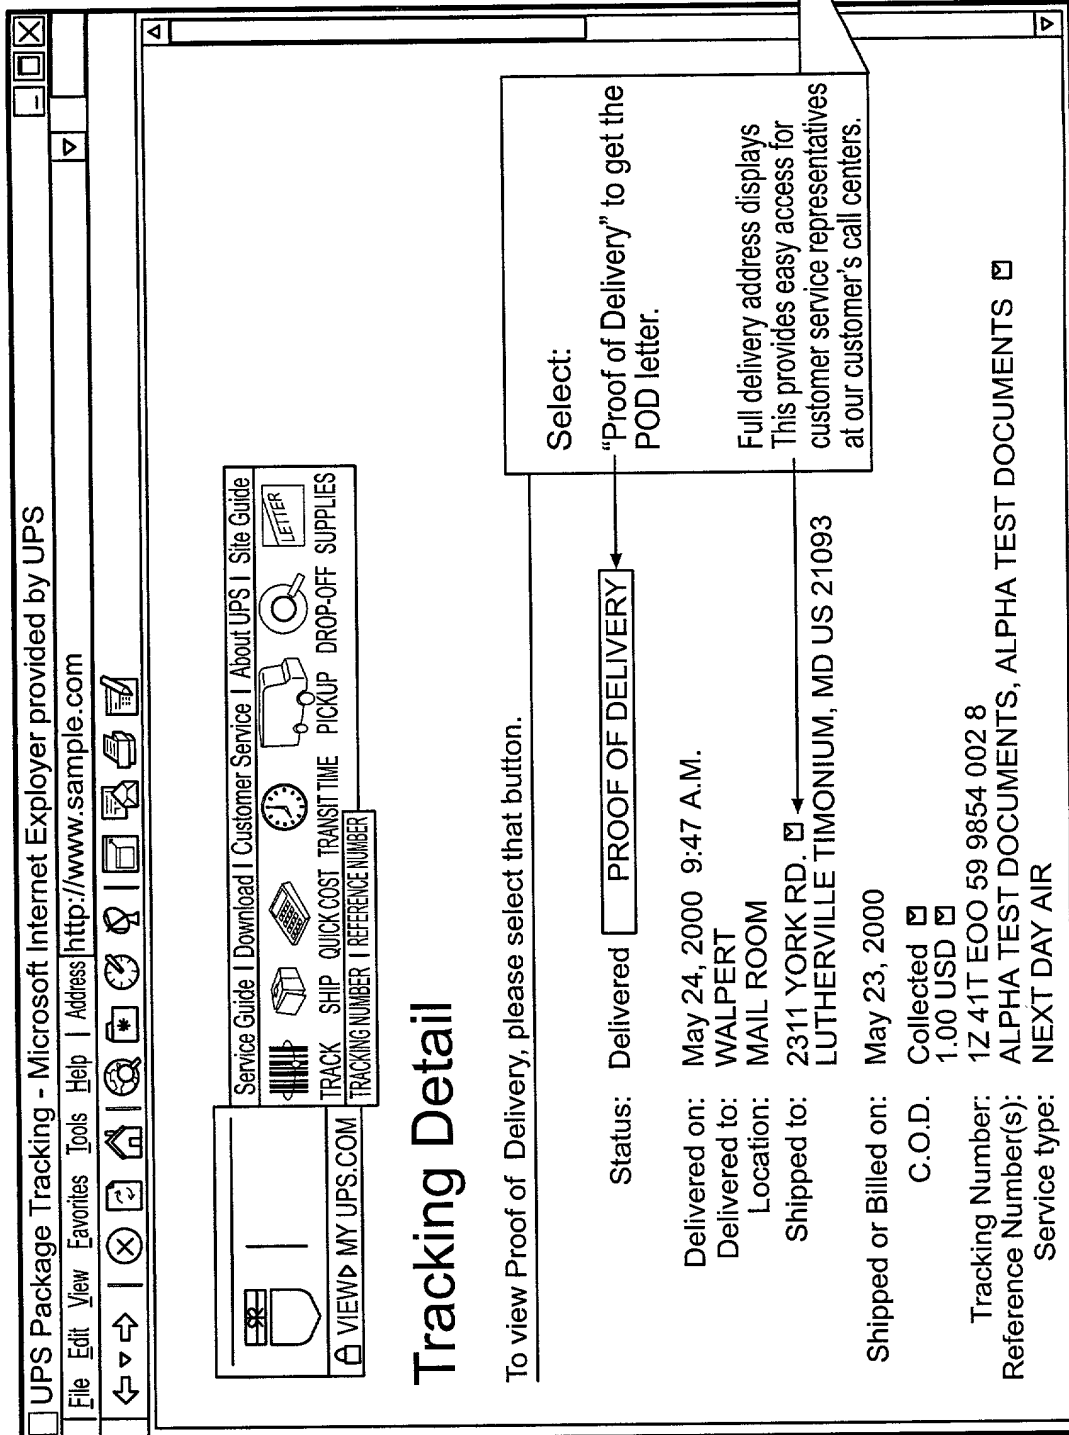 UPS Package Tracking - Microsoft Internet Exployer provided by UPS
File Edit View Favorites Tools Help | Address http://www.sample.com
Service Guide | Download | Customer Service | About UPS | Site Guide
LETTER
TRACK SHIP QUICK COST TRANSIT TIME PICKUP DROP-OFF SUPPLIES
VIEW MY UPS.COM
TRACKING NUMBER | REFERENCE NUMBER
Tracking Detail
To view Proof of Delivery, please select that button.
Select:
Status: Delivered PROOF OF DELIVERY
"Proof of Delivery" to get the
POD letter.
Delivered on: May 24, 2000 9:47 A.M.
Delivered to: WALPERT
Location: MAIL ROOM
Shipped to: 2311 YORK RD.
LUTHERVILLE TIMONIUM, MD US 21093
Full delivery address displays
This provides easy access for
customer service representatives
at our customer's call centers.
Shipped or Billed on: May 23, 2000
C.O.D. Collected
1.00 USD
Tracking Number: 1Z 41T EOO 59 9854 002 8
Reference Number(s): ALPHA TEST DOCUMENTS, ALPHA TEST DOCUMENTS
Service type: NEXT DAY AIR